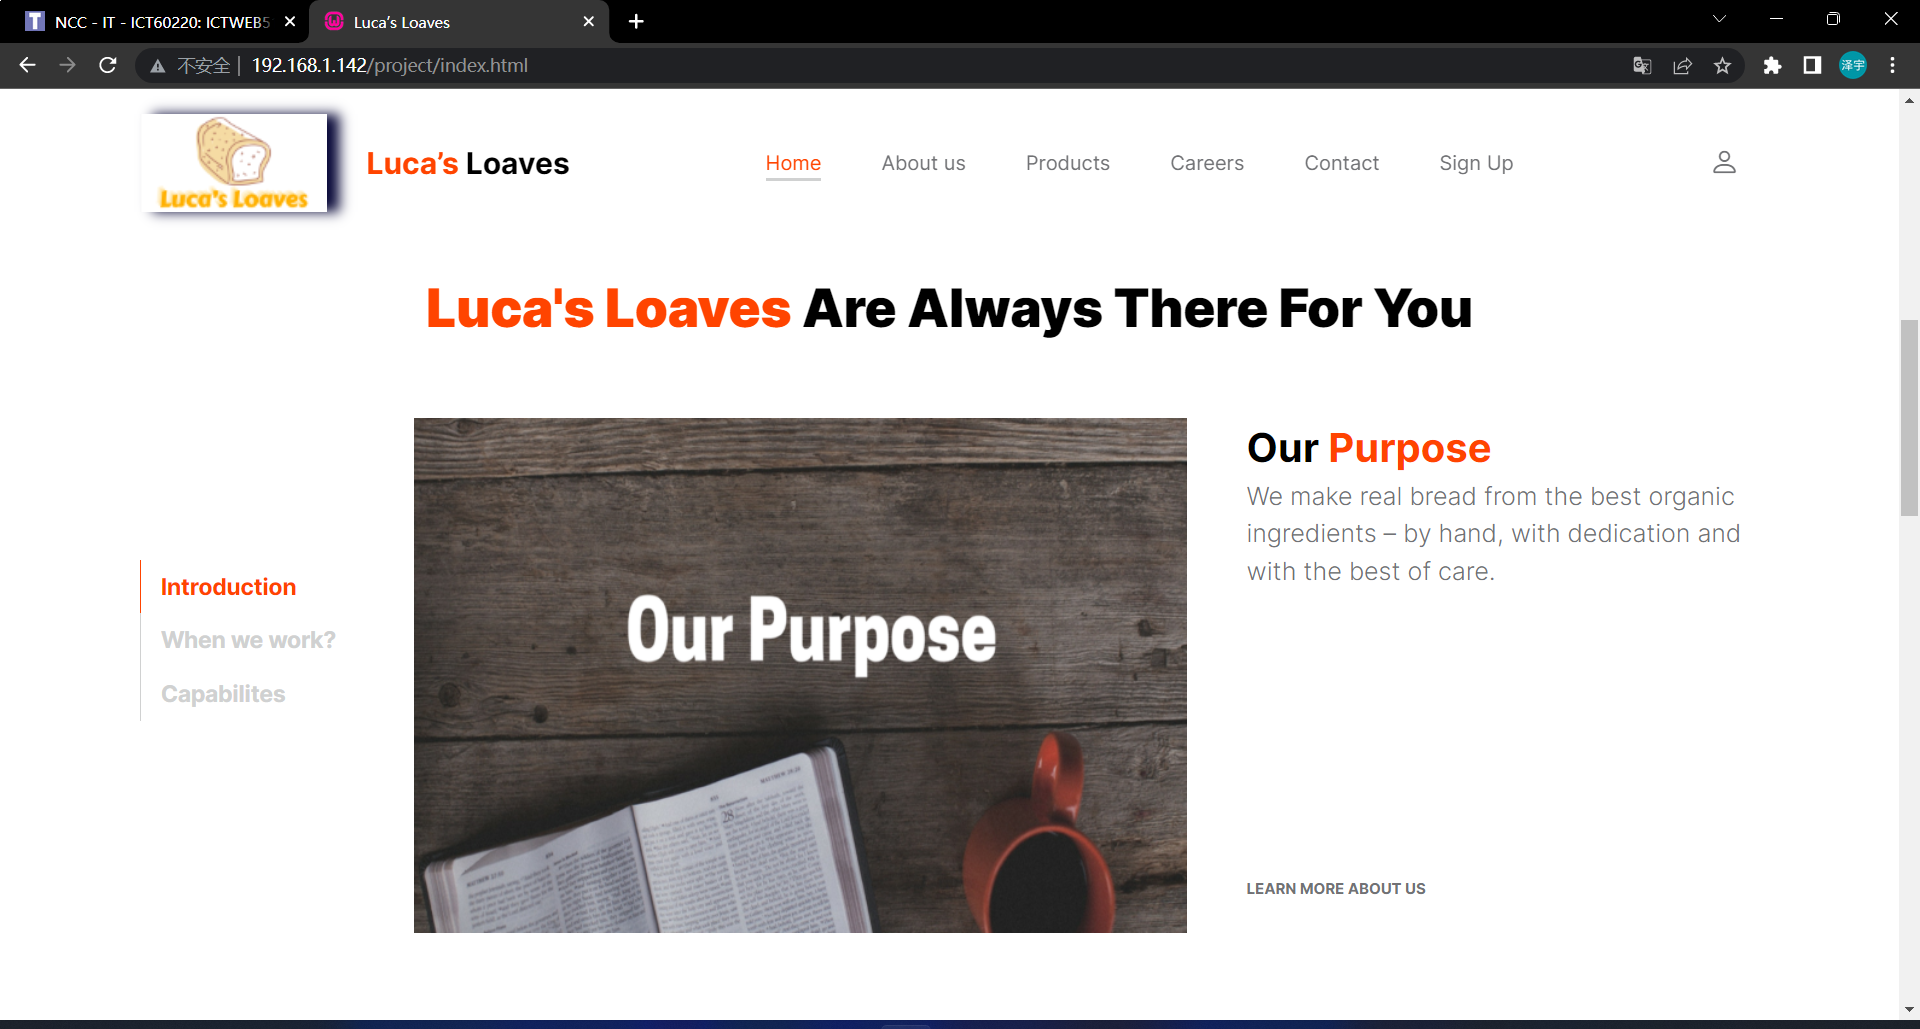 NCC - IT - ICT60220: ICTWEB5
Luca's Loaves
不安全 | 192.168.1.142/project/index.html
泽宇
Luca's Loaves
Luca's Loaves
Home
About us
Products
Careers
Contact
Sign Up
Luca's Loaves Are Always There For You
Introduction
When we work?
Capabilites
Our Purpose
Our Purpose
We make real bread from the best organic
ingredients – by hand, with dedication and
with the best of care.
LEARN MORE ABOUT US